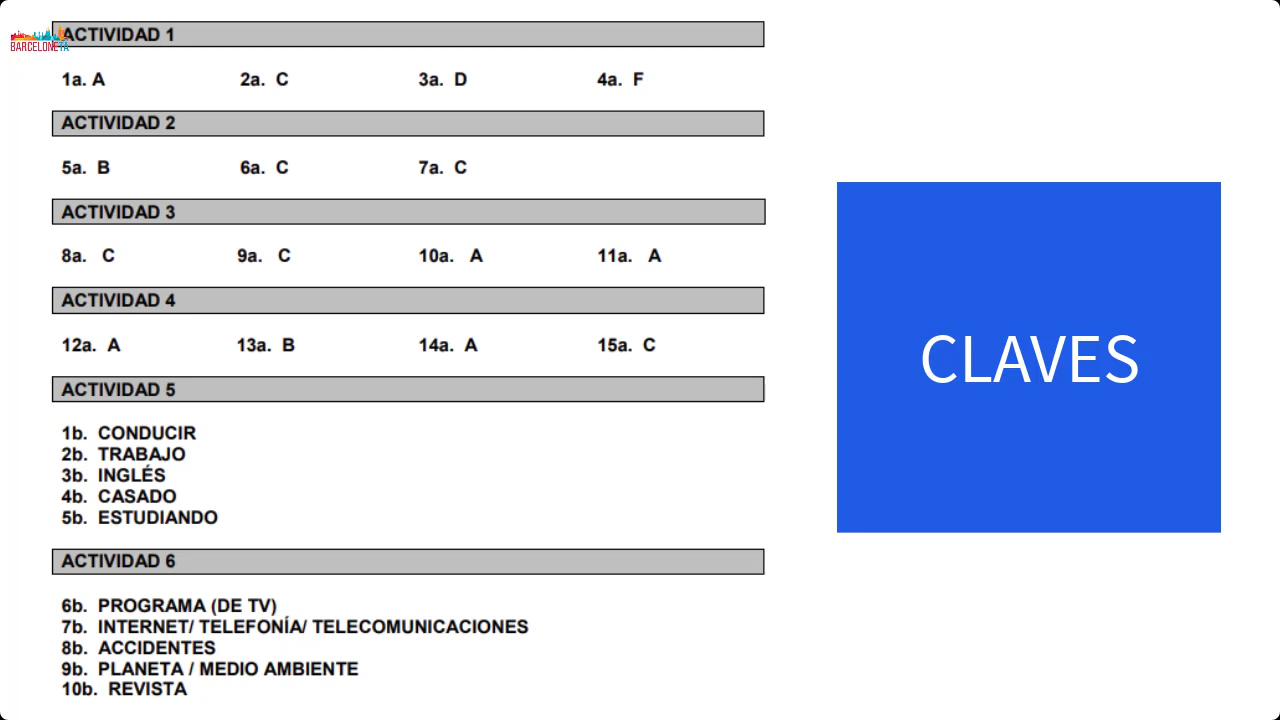 BARCELONETA
ACTIVIDAD 1
1a. A 2a. C 3a. D 4a. F
ACTIVIDAD 2
5a. B 6a. C 7a. C
ACTIVIDAD 3
8a. C 9a. C 10a. A 11a. A
ACTIVIDAD 4
12a. A 13a. B 14a. A 15a. C
ACTIVIDAD 5
1b. CONDUCIR
2b. TRABAJO
3b. INGLÉS
4b. CASADO
5b. ESTUDIANDO
ACTIVIDAD 6
6b. PROGRAMA (DE TV)
7b. INTERNET/ TELEFONÍA/ TELECOMUNICACIONES
8b. ACCIDENTES
9b. PLANETA / MEDIO AMBIENTE
10b. REVISTA
CLAVES